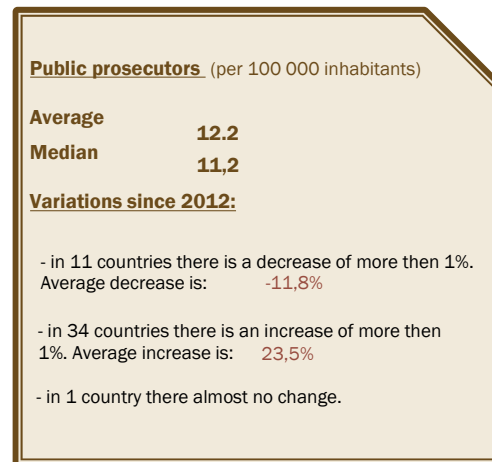 Public prosecutors (per 100 000 inhabitants)
Average
12.2
Median
11,2
Variations since 2012:
- in 11 countries there is a decrease of more then 1%.
Average decrease is: -11,8%
- in 34 countries there is an increase of more then
1%. Average increase is: 23,5%
- in 1 country there almost no change.